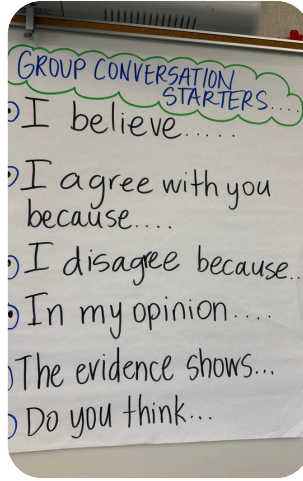 GROUP CONVERSATION
STARTERS....
I believe.....
I agree with you
because....
I disagree because..
In my opinion....
The evidence shows...
Do you think...